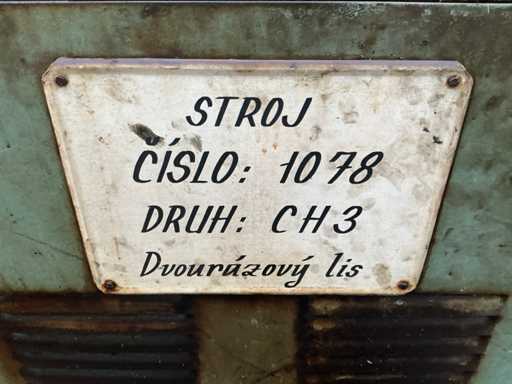 STROJ
ČÍSLO: 1078
DRUH: CH3
Dvourázový lis